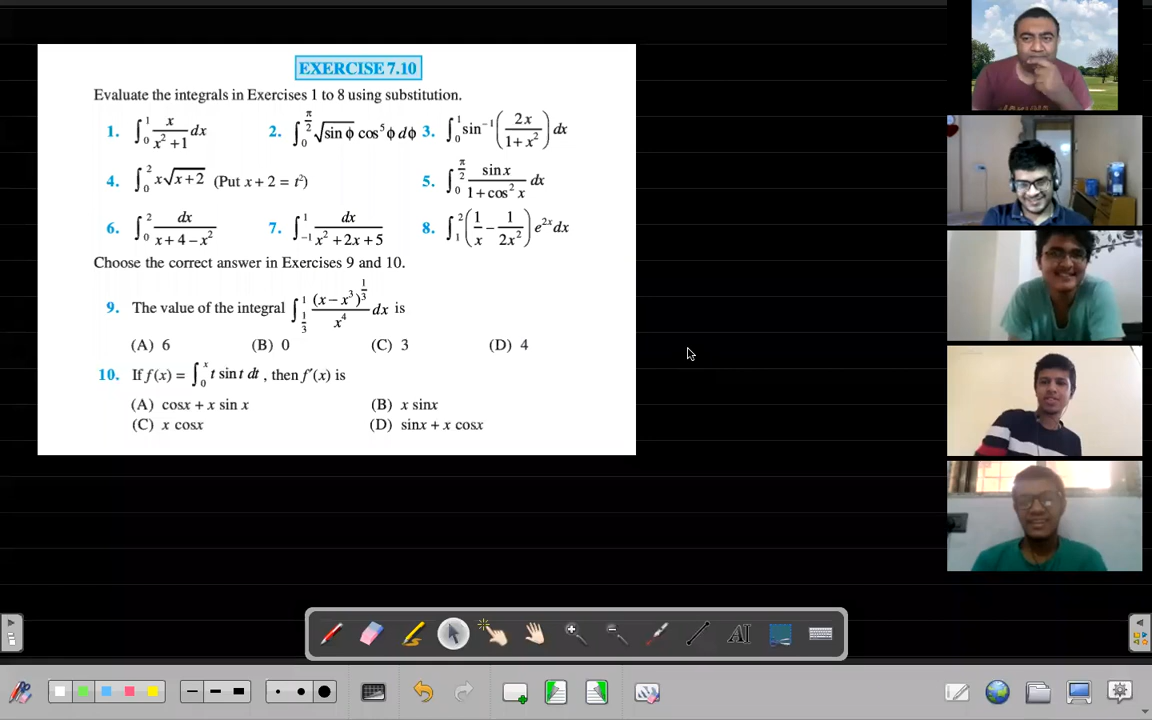 EXERCISE 7.10
Evaluate the integrals in Exercises 1 to 8 using substitution.
1. ∫₀¹ x/(x²+1) dx 2. ∫₀^(π/2) √(sin ϕ) cos⁵ ϕ dϕ 3. ∫₀¹ sin⁻¹(2x/(1+x²)) dx
4. ∫₀² x√(x+2) (Put x + 2 = t²) 5. ∫₀^(π/2) sin x/(1+cos² x) dx
6. ∫₀² dx/(x+4−x²) 7. ∫₋₁¹ dx/(x²+2x+5) 8. ∫₁² (1/x − 1/(2x²)) e^(2x) dx
Choose the correct answer in Exercises 9 and 10.
9. The value of the integral ∫_(1/3)^1 (x−x³)^(1/3)/x⁴ dx is
(A) 6 (B) 0 (C) 3 (D) 4
10. If f(x) = ∫₀ˣ t sin t dt, then f′(x) is
(A) cosx + x sin x (B) x sinx
(C) x cosx (D) sinx + x cosx
AI